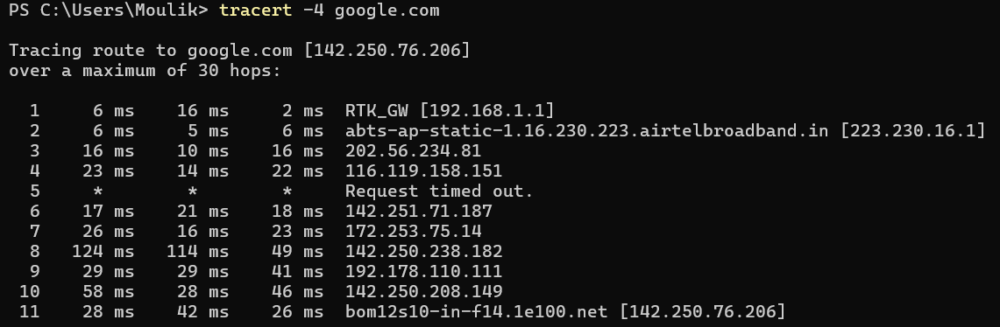 PS C:\Users\Moulik> tracert -4 google.com
Tracing route to google.com [142.250.76.206]
over a maximum of 30 hops:
1 6 ms 16 ms 2 ms RTK_GW [192.168.1.1]
2 6 ms 5 ms 6 ms abts-ap-static-1.16.230.223.airtelbroadband.in [223.230.16.1]
3 16 ms 10 ms 16 ms 202.56.234.81
4 23 ms 14 ms 22 ms 116.119.158.151
5 * * * Request timed out.
6 17 ms 21 ms 18 ms 142.251.71.187
7 26 ms 16 ms 23 ms 172.253.75.14
8 124 ms 114 ms 49 ms 142.250.238.182
9 29 ms 29 ms 41 ms 192.178.110.111
10 58 ms 28 ms 46 ms 142.250.208.149
11 28 ms 42 ms 26 ms bom12s10-in-f14.1e100.net [142.250.76.206]